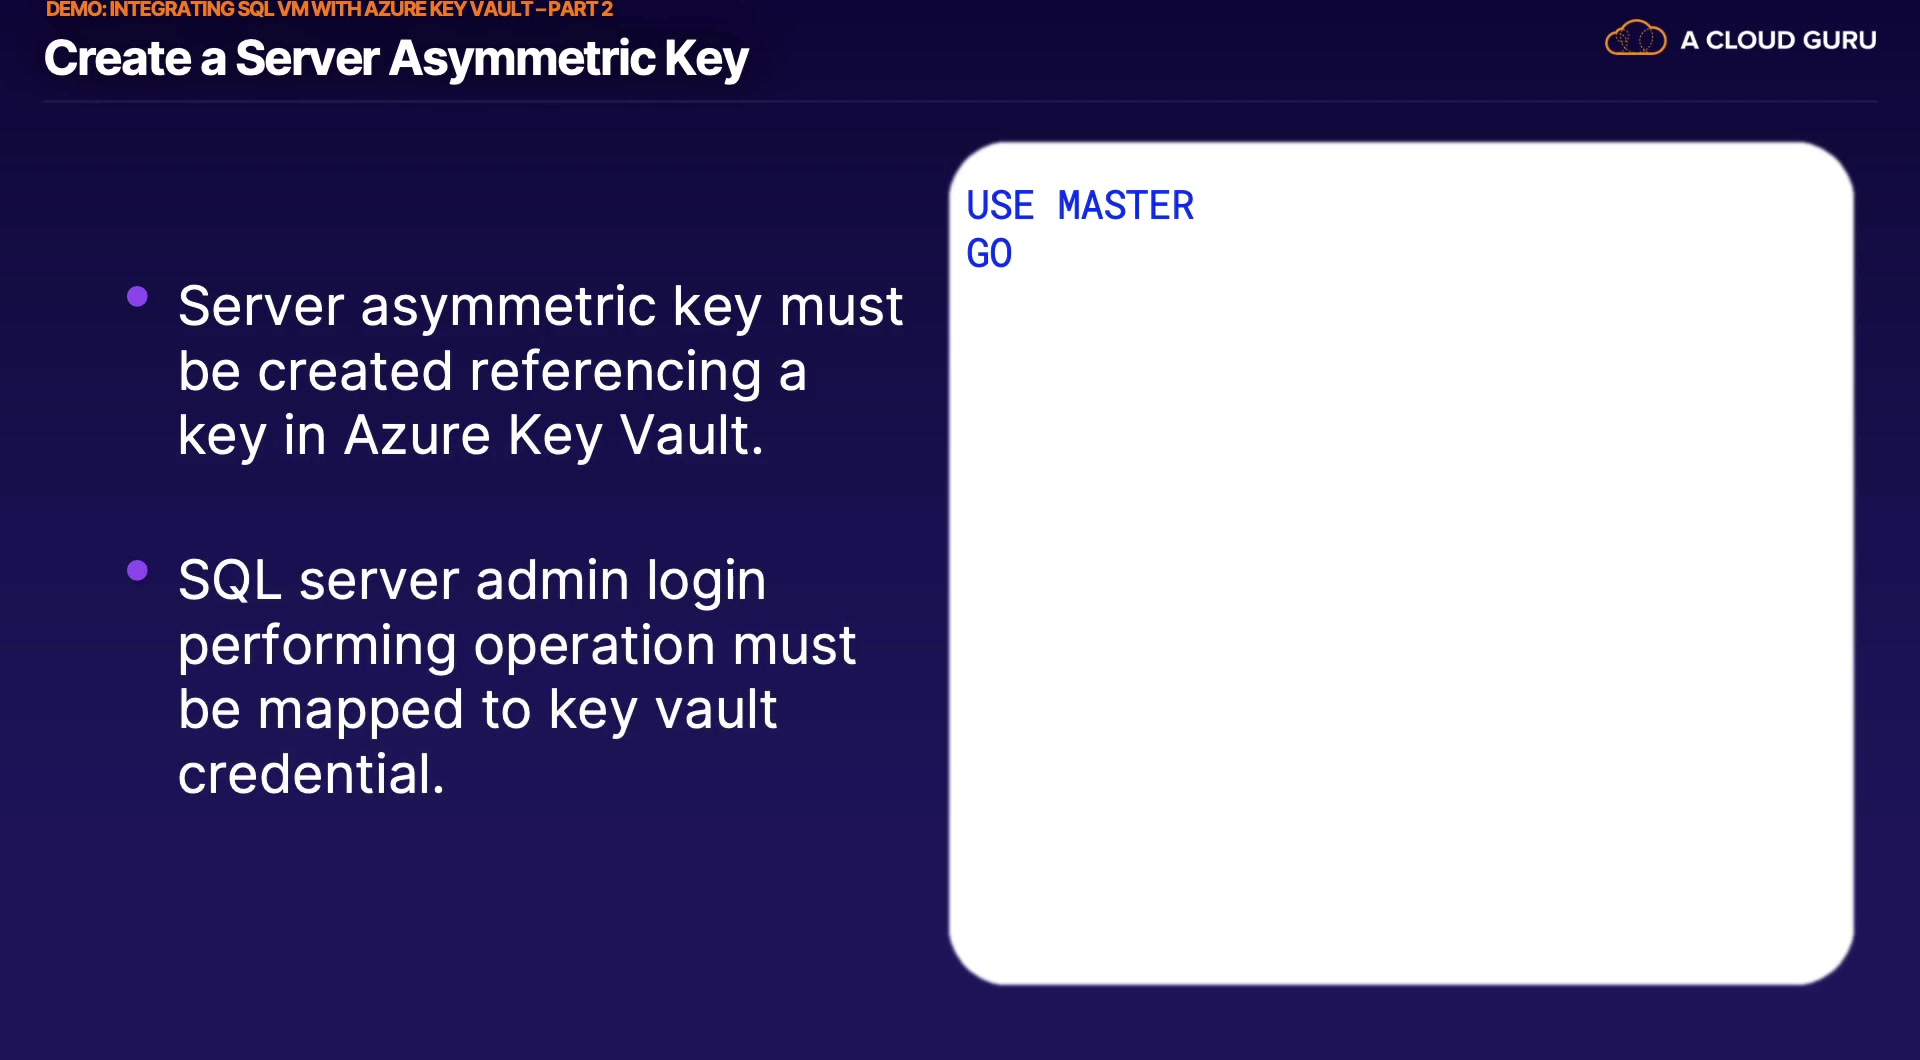 DEMO: INTEGRATING SQL VM WITH AZURE KEY VAULT – PART 2
Create a Server Asymmetric Key
A CLOUD GURU
Server asymmetric key must
be created referencing a
key in Azure Key Vault.
SQL server admin login
performing operation must
be mapped to key vault
credential.
USE MASTER
GO